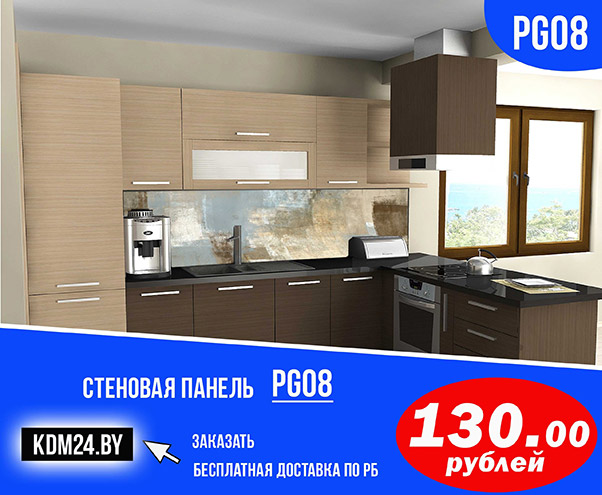 PG08
СТЕНОВАЯ ПАНЕЛЬ PG08
KDM24.BY
ЗАКАЗАТЬ
БЕСПЛАТНАЯ ДОСТАВКА ПО РБ
130.00
рублей